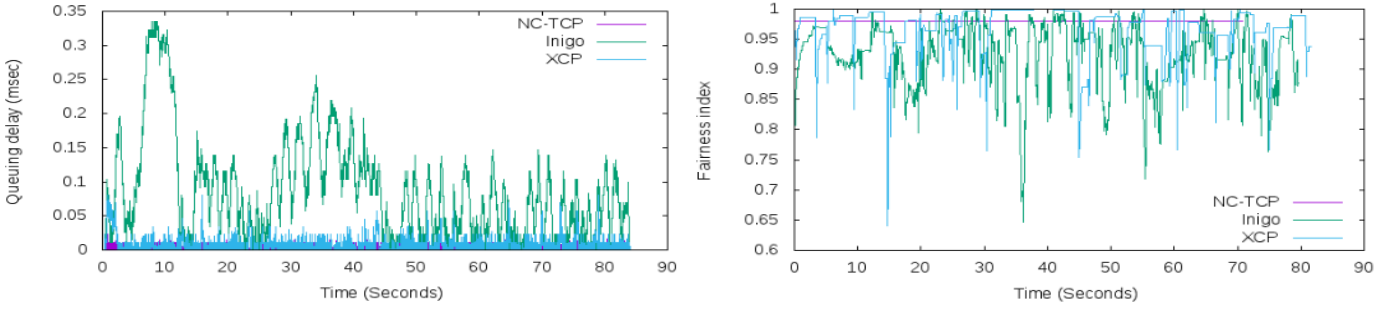 0.35
0.3
0.25
0.2
0.15
0.1
0.05
0
Queuing delay (msec)
NC-TCP
Inigo
XCP
0 10 20 30 40 50 60 70 80 90
Time (Seconds)
1
0.95
0.9
0.85
0.8
0.75
0.7
0.65
0.6
Fairness index
NC-TCP
Inigo
XCP
0 10 20 30 40 50 60 70 80 90
Time (Seconds)